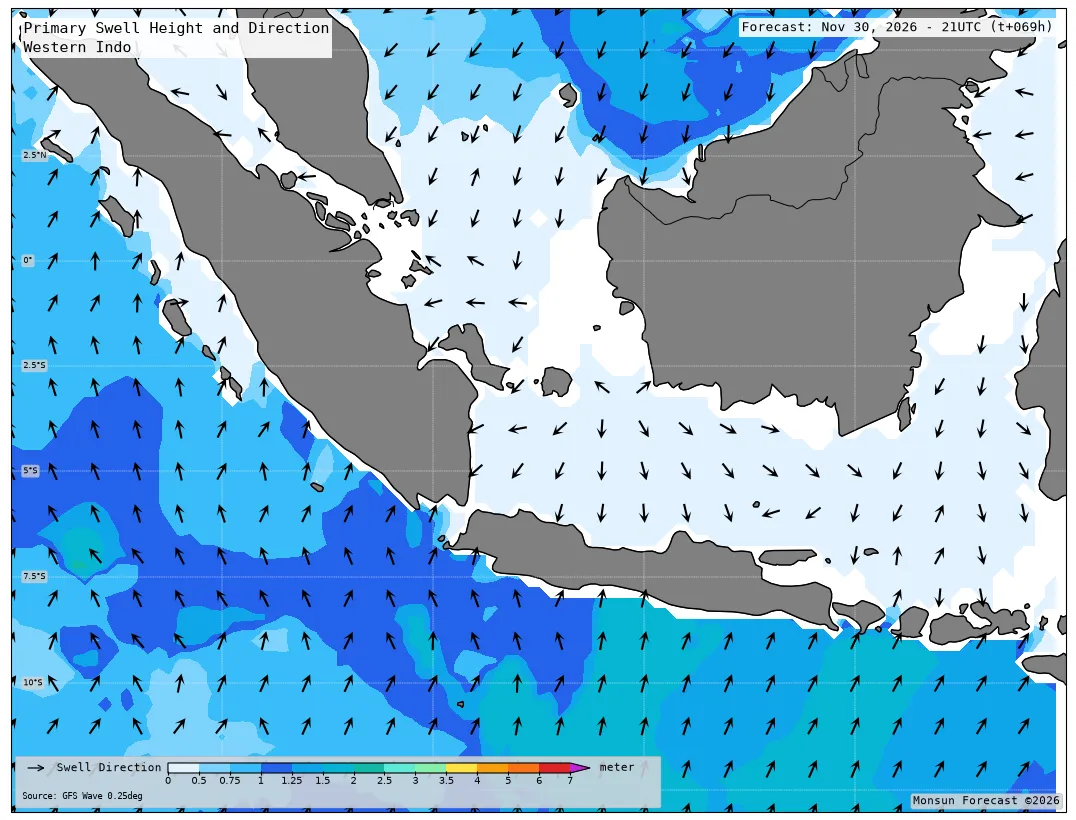 Primary Swell Height and Direction
Western Indo
Forecast: Nov 30, 2026 - 21UTC (t+069h)
2.5°N
0°
2.5°S
5°S
7.5°S
10°S
Swell Direction
0 0.5 0.75 1 1.25 1.5 2 2.5 3 3.5 4 5 6 7
meter
Source: GFS Wave 0.25deg
Monsun Forecast ©2026